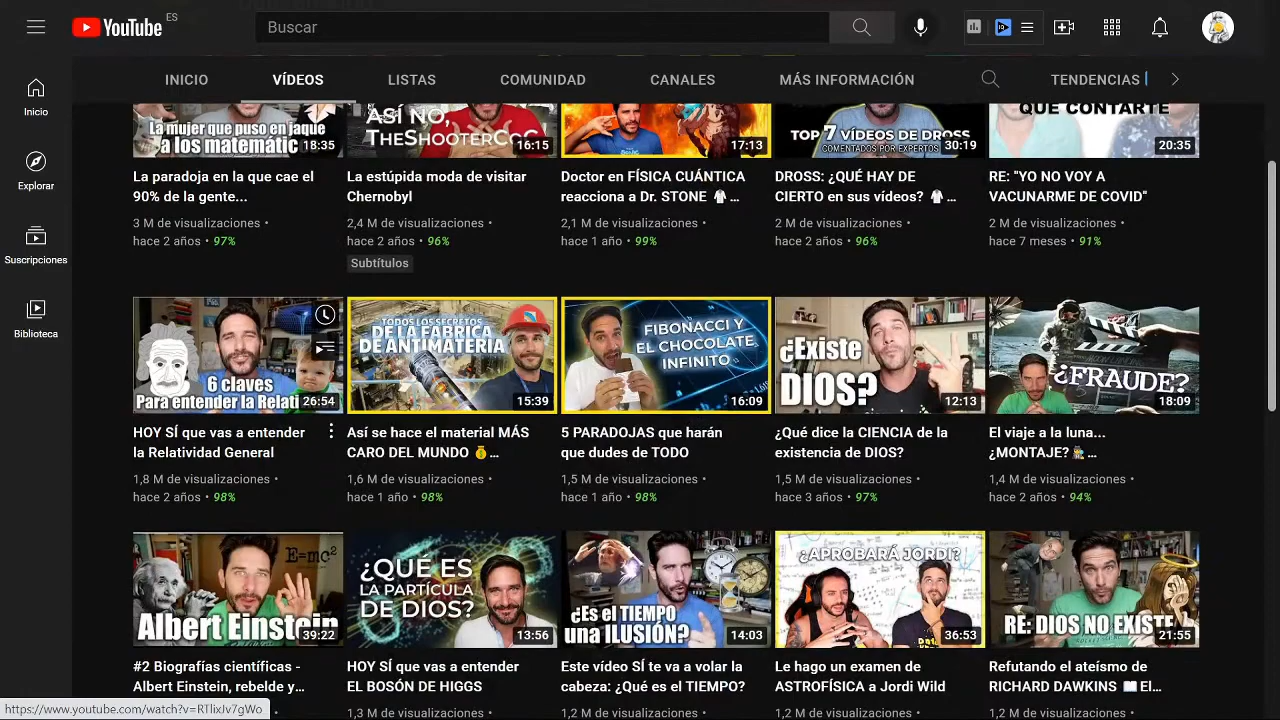 YouTube ES
Buscar
INICIO
VÍDEOS
LISTAS
COMUNIDAD
CANALES
MÁS INFORMACIÓN
TENDENCIAS
Inicio
Explorar
Suscripciones
Biblioteca
La mujer que puso en jaque
a los matemátic
18:35
ASÍ NO,
THESHOOTERCOC
16:15
17:13
TOP 7 VÍDEOS DE DROSS
COMENTADOS POR EXPERTOS
30:19
QUE CONTARTE
20:35
La paradoja en la que cae el
90% de la gente...
3 M de visualizaciones •
hace 2 años • 97%
La estúpida moda de visitar
Chernobyl
2,4 M de visualizaciones •
hace 2 años • 96%
Subtítulos
Doctor en FÍSICA CUÁNTICA
reacciona a Dr. STONE 🥼...
2,1 M de visualizaciones •
hace 1 año • 99%
DROSS: ¿QUÉ HAY DE
CIERTO en sus vídeos? 🥼...
2 M de visualizaciones •
hace 2 años • 96%
RE: "YO NO VOY A
VACUNARME DE COVID"
2 M de visualizaciones •
hace 7 meses • 91%
6 claves
Para entender la Relati
26:54
TODOS LOS SECRETOS
DE LA FÁBRICA
DE ANTIMATERIA
15:39
FIBONACCI Y
EL CHOCOLATE
INFINITO
16:09
¿Existe
DIOS?
12:13
¿FRAUDE?
18:09
HOY SÍ que vas a entender
la Relatividad General
1,8 M de visualizaciones •
hace 2 años • 98%
Así se hace el material MÁS
CARO DEL MUNDO 💰...
1,6 M de visualizaciones •
hace 1 año • 98%
5 PARADOJAS que harán
que dudes de TODO
1,5 M de visualizaciones •
hace 1 año • 98%
¿Qué dice la CIENCIA de la
existencia de DIOS?
1,5 M de visualizaciones •
hace 3 años • 97%
El viaje a la luna...
¿MONTAJE?👨‍🚀...
1,4 M de visualizaciones •
hace 2 años • 94%
E=mc²
Albert Einstein
39:22
¿QUÉ ES
LA PARTÍCULA
DE DIOS?
13:56
¿Es el TIEMPO
una ILUSIÓN?
14:03
¿APROBARÁ JORDI?
36:53
RE: DIOS NO EXISTE
21:55
#2 Biografías científicas -
Albert Einstein, rebelde y...
HOY SÍ que vas a entender
EL BOSÓN DE HIGGS
1,3 M de visualizaciones •
Este vídeo SÍ te va a volar la
cabeza: ¿Qué es el TIEMPO?
1,2 M de visualizaciones •
Le hago un examen de
ASTROFÍSICA a Jordi Wild
1,2 M de visualizaciones •
Refutando el ateísmo de
RICHARD DAWKINS 📖El...
1,2 M de visualizaciones •
https://www.youtube.com/watch?v=RTlixJv7gWo